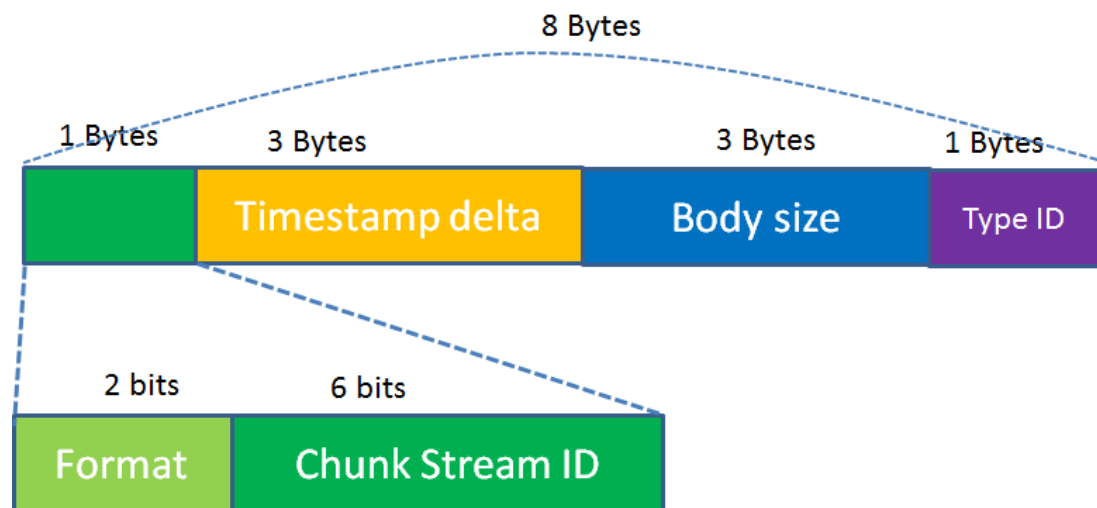 8 Bytes
1 Bytes
3 Bytes
3 Bytes
1 Bytes
Timestamp delta
Body size
Type ID
2 bits
6 bits
Format
Chunk Stream ID